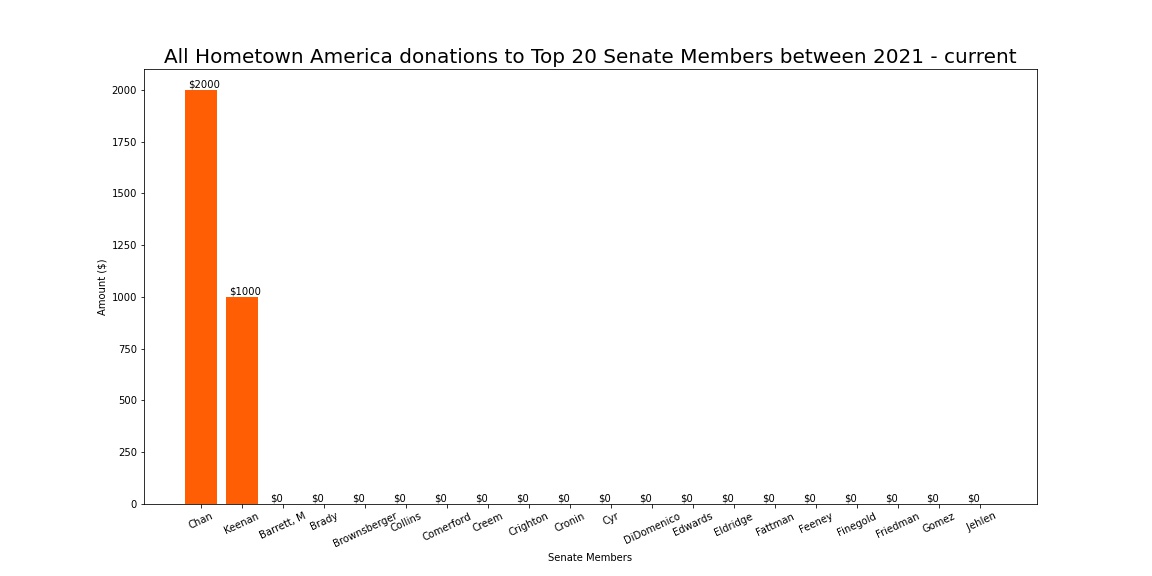 All Hometown America donations to Top 20 Senate Members between 2021 - current
$2000
2000
1750
1500
1250
Amount ($)
$1000
1000
750
500
250
0
$0 $0 $0 $0 $0 $0 $0 $0 $0 $0 $0 $0 $0 $0 $0 $0 $0 $0
Chan Keenan Barrett, M Brady Brownsberger Collins Comerford Creem Crighton Cronin Cyr DiDomenico Edwards Eldridge Fattman Feeney Finegold Friedman Gomez Jehlen
Senate Members